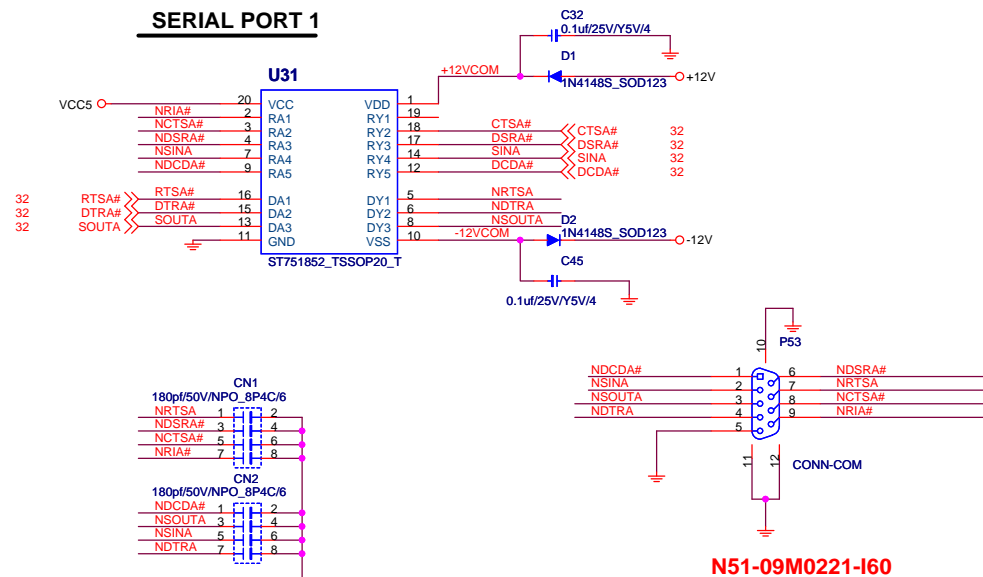 SERIAL PORT 1
C32
0.1uf/25V/Y5V/4
D1
1N4148S_SOD123
+12VCOM
+12V
U31
VCC5
20 VCC VDD 1
NRIA# 2 RA1 RY1 19
NCTSA# 3 RA2 RY2 18 CTSA# CTSA# 32
NDSRA# 4 RA3 RY3 17 DSRA# DSRA# 32
NSINA 7 RA4 RY4 14 SINA SINA 32
NDCDA# 9 RA5 RY5 12 DCDA# DCDA# 32
32 RTSA# RTSA# 16 DA1 DY1 5 NRTSA
32 DTRA# DTRA# 15 DA2 DY2 6 NDTRA
32 SOUTA SOUTA 13 DA3 DY3 8 NSOUTA
11 GND VSS 10 -12VCOM
ST751852_TSSOP20_T
D2
1N4148S_SOD123
-12V
C45
0.1uf/25V/Y5V/4
10
P53
NDCDA# 1 6 NDSRA#
NSINA 2 7 NRTSA
NSOUTA 3 8 NCTSA#
NDTRA 4 9 NRIA#
5
11 12
CONN-COM
N51-09M0221-I60
CN1
180pf/50V/NPO_8P4C/6
NRTSA 1 2
NDSRA# 3 4
NCTSA# 5 6
NRIA# 7 8
CN2
180pf/50V/NPO_8P4C/6
NDCDA# 1 2
NSOUTA 3 4
NSINA 5 6
NDTRA 7 8